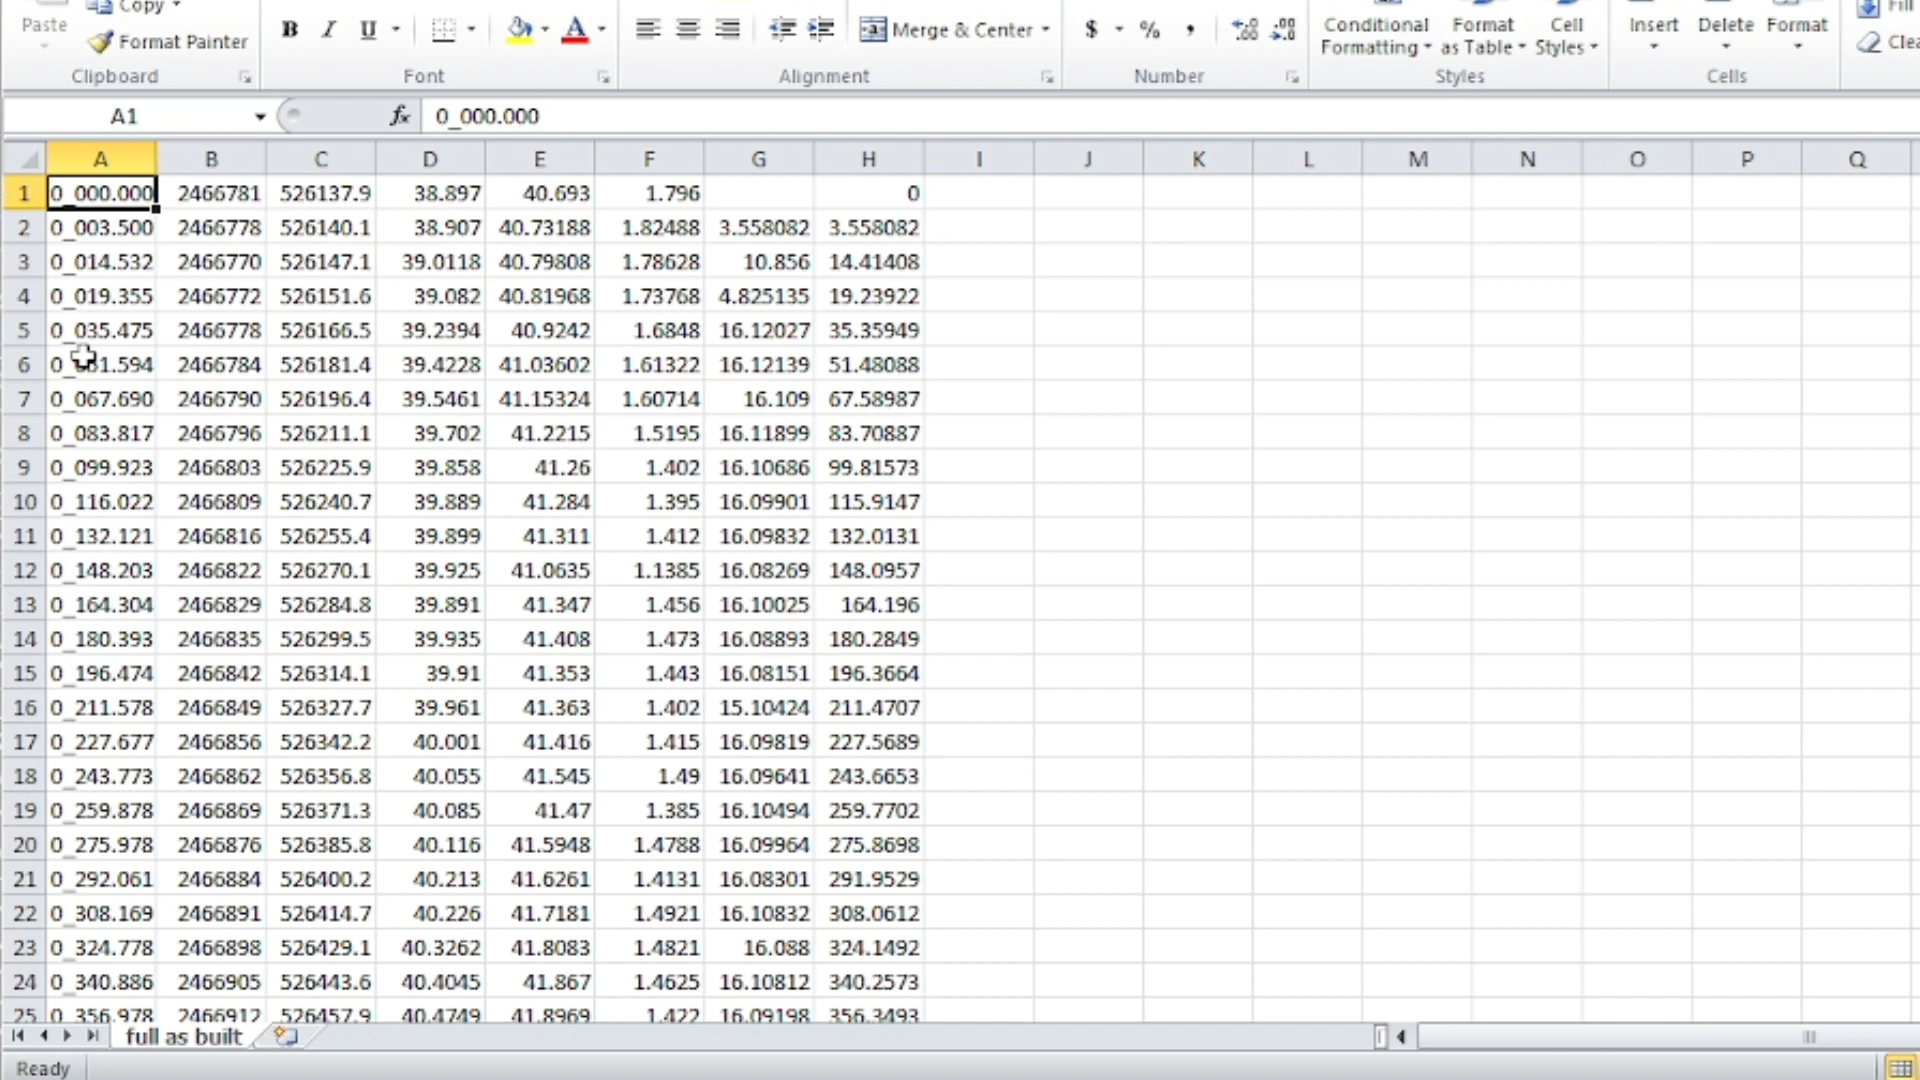 Paste
Copy
Format Painter
Clipboard
B I U
A
Font
Merge & Center
Alignment
$ % ,
Number
Conditional Formatting
Format as Table
Cell Styles
Styles
Insert
Delete
Format
Cells
Fill
A1
fx
0_000.000
A B C D E F G H I J K L M N O P Q
1 0_000.000 2466781 526137.9 38.897 40.693 1.796 0
2 0_003.500 2466778 526140.1 38.907 40.73188 1.82488 3.558082 3.558082
3 0_014.532 2466770 526147.1 39.0118 40.79808 1.78628 10.856 14.41408
4 0_019.355 2466772 526151.6 39.082 40.81968 1.73768 4.825135 19.23922
5 0_035.475 2466778 526166.5 39.2394 40.9242 1.6848 16.12027 35.35949
6 2466784 526181.4 39.4228 41.03602 1.61322 16.12139 51.48088
7 0_067.690 2466790 526196.4 39.5461 41.15324 1.60714 16.109 67.58987
8 0_083.817 2466796 526211.1 39.702 41.2215 1.5195 16.11899 83.70887
9 0_099.923 2466803 526225.9 39.858 41.26 1.402 16.10686 99.81573
10 0_116.022 2466809 526240.7 39.889 41.284 1.395 16.09901 115.9147
11 0_132.121 2466816 526255.4 39.899 41.311 1.412 16.09832 132.0131
12 0_148.203 2466822 526270.1 39.925 41.0635 1.1385 16.08269 148.0957
13 0_164.304 2466829 526284.8 39.891 41.347 1.456 16.10025 164.196
14 0_180.393 2466835 526299.5 39.935 41.408 1.473 16.08893 180.2849
15 0_196.474 2466842 526314.1 39.91 41.353 1.443 16.08151 196.3664
16 0_211.578 2466849 526327.7 39.961 41.363 1.402 15.10424 211.4707
17 0_227.677 2466856 526342.2 40.001 41.416 1.415 16.09819 227.5689
18 0_243.773 2466862 526356.8 40.055 41.545 1.49 16.09641 243.6653
19 0_259.878 2466869 526371.3 40.085 41.47 1.385 16.10494 259.7702
20 0_275.978 2466876 526385.8 40.116 41.5948 1.4788 16.09964 275.8698
21 0_292.061 2466884 526400.2 40.213 41.6261 1.4131 16.08301 291.9529
22 0_308.169 2466891 526414.7 40.226 41.7181 1.4921 16.10832 308.0612
23 0_324.778 2466898 526429.1 40.3262 41.8083 1.4821 16.088 324.1492
24 0_340.886 2466905 526443.6 40.4045 41.867 1.4625 16.10812 340.2573
25 0_356.978 2466912 526457.9 40.4749 41.8969 1.422 16.09198 356.3493
full as built
Ready